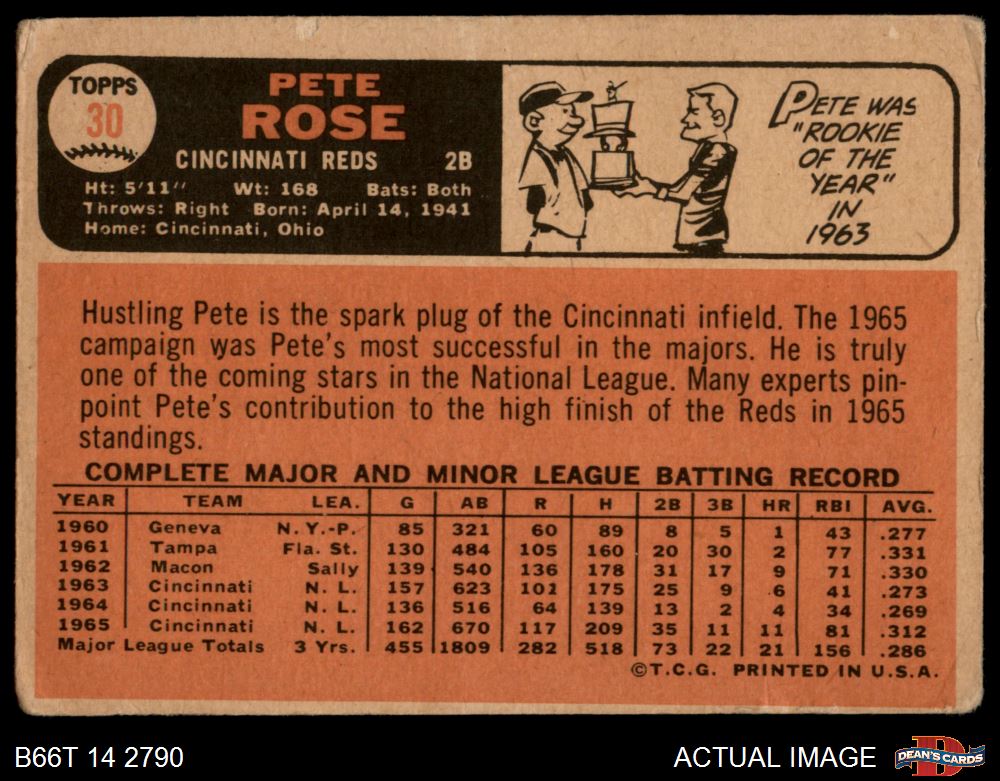 TOPPS
30
PETE
ROSE
CINCINNATI REDS 2B
Ht: 5'11" Wt: 168 Bats: Both
Throws: Right Born: April 14, 1941
Home: Cincinnati, Ohio
PETE WAS
"ROOKIE
OF THE
YEAR"
IN
1963
Hustling Pete is the spark plug of the Cincinnati infield. The 1965
campaign was Pete's most successful in the majors. He is truly
one of the coming stars in the National League. Many experts pin-
point Pete's contribution to the high finish of the Reds in 1965
standings.
COMPLETE MAJOR AND MINOR LEAGUE BATTING RECORD
YEAR TEAM LEA. G AB R H 2B 3B HR RBI AVG.
1960 Geneva N.Y.-P. 85 321 60 89 8 5 1 43 .277
1961 Tampa Fla. St. 130 484 105 160 20 30 2 77 .331
1962 Macon Sally 139 540 136 178 31 17 9 71 .330
1963 Cincinnati N. L. 157 623 101 175 25 9 6 41 .273
1964 Cincinnati N. L. 136 516 64 139 13 2 4 34 .269
1965 Cincinnati N. L. 162 670 117 209 35 11 11 81 .312
Major League Totals 3 Yrs. 455 1809 282 518 73 22 21 156 .286
©T.C.G. PRINTED IN U.S.A.
B66T 14 2790
ACTUAL IMAGE
DEAN'S CARDS